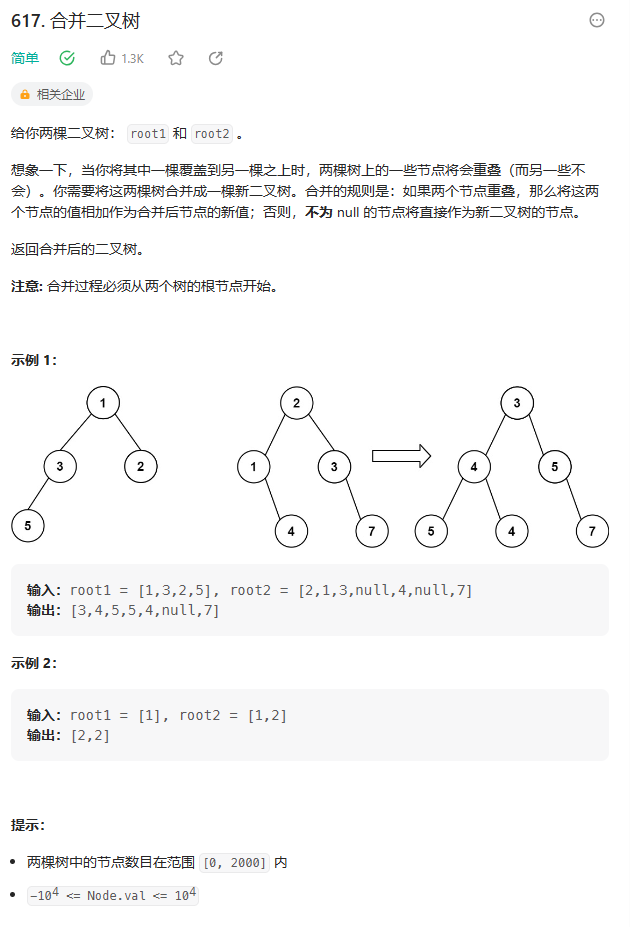 617. 合并二叉树
简单 1.3K
相关企业
给你两棵二叉树: root1 和 root2 。
想象一下，当你将其中一棵覆盖到另一棵之上时，两棵树上的一些节点将会重叠（而另一些不
会）。你需要将这两棵树合并成一棵新二叉树。合并的规则是：如果两个节点重叠，那么将这两
个节点的值相加作为合并后节点的新值；否则，不为 null 的节点将直接作为新二叉树的节点。
返回合并后的二叉树。
注意: 合并过程必须从两个树的根节点开始。
示例 1：
1 2 3
3 2 1 3 4 5
5 4 7 5 4 7
输入：root1 = [1,3,2,5], root2 = [2,1,3,null,4,null,7]
输出：[3,4,5,5,4,null,7]
示例 2：
输入：root1 = [1], root2 = [1,2]
输出：[2,2]
提示：
• 两棵树中的节点数目在范围 [0, 2000] 内
• -10⁴ <= Node.val <= 10⁴